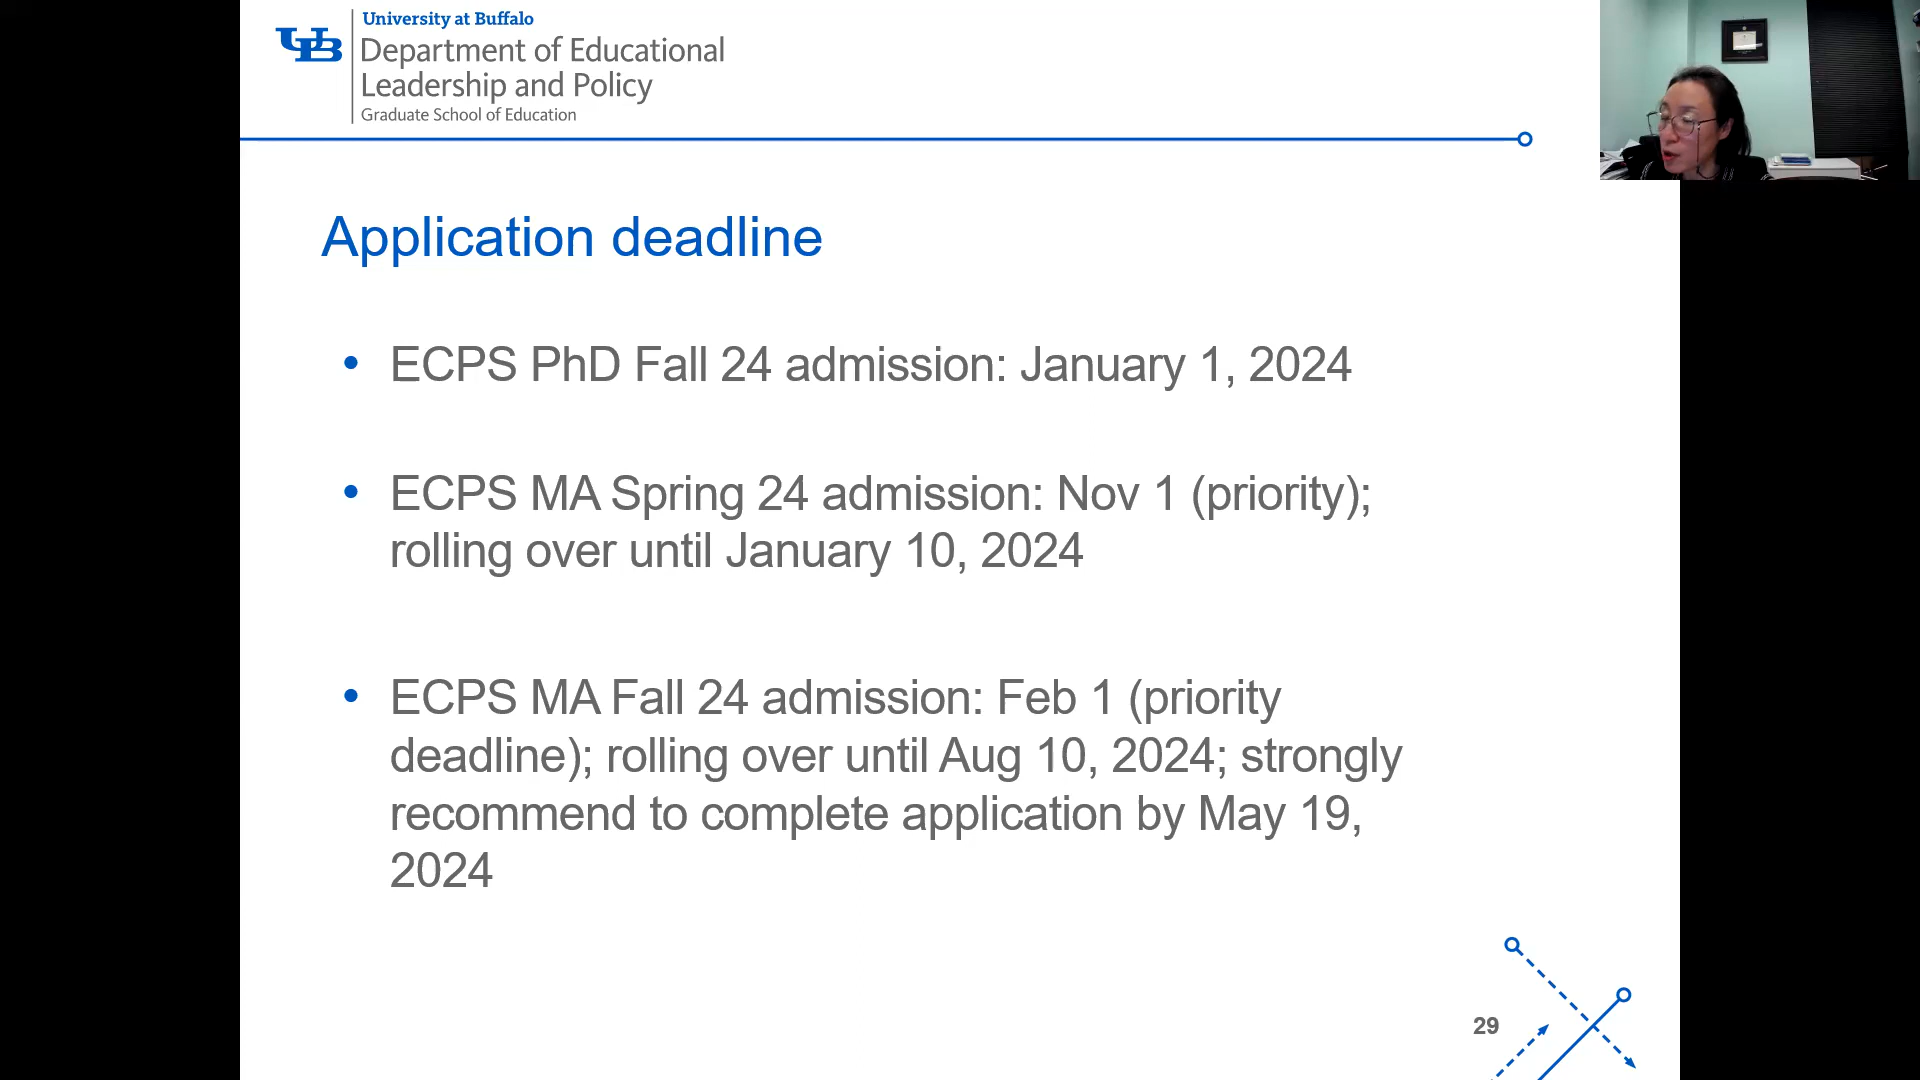 University at Buffalo
UB
Department of Educational
Leadership and Policy
Graduate School of Education
Application deadline
• ECPS PhD Fall 24 admission: January 1, 2024
• ECPS MA Spring 24 admission: Nov 1 (priority);
rolling over until January 10, 2024
• ECPS MA Fall 24 admission: Feb 1 (priority
deadline); rolling over until Aug 10, 2024; strongly
recommend to complete application by May 19,
2024
29